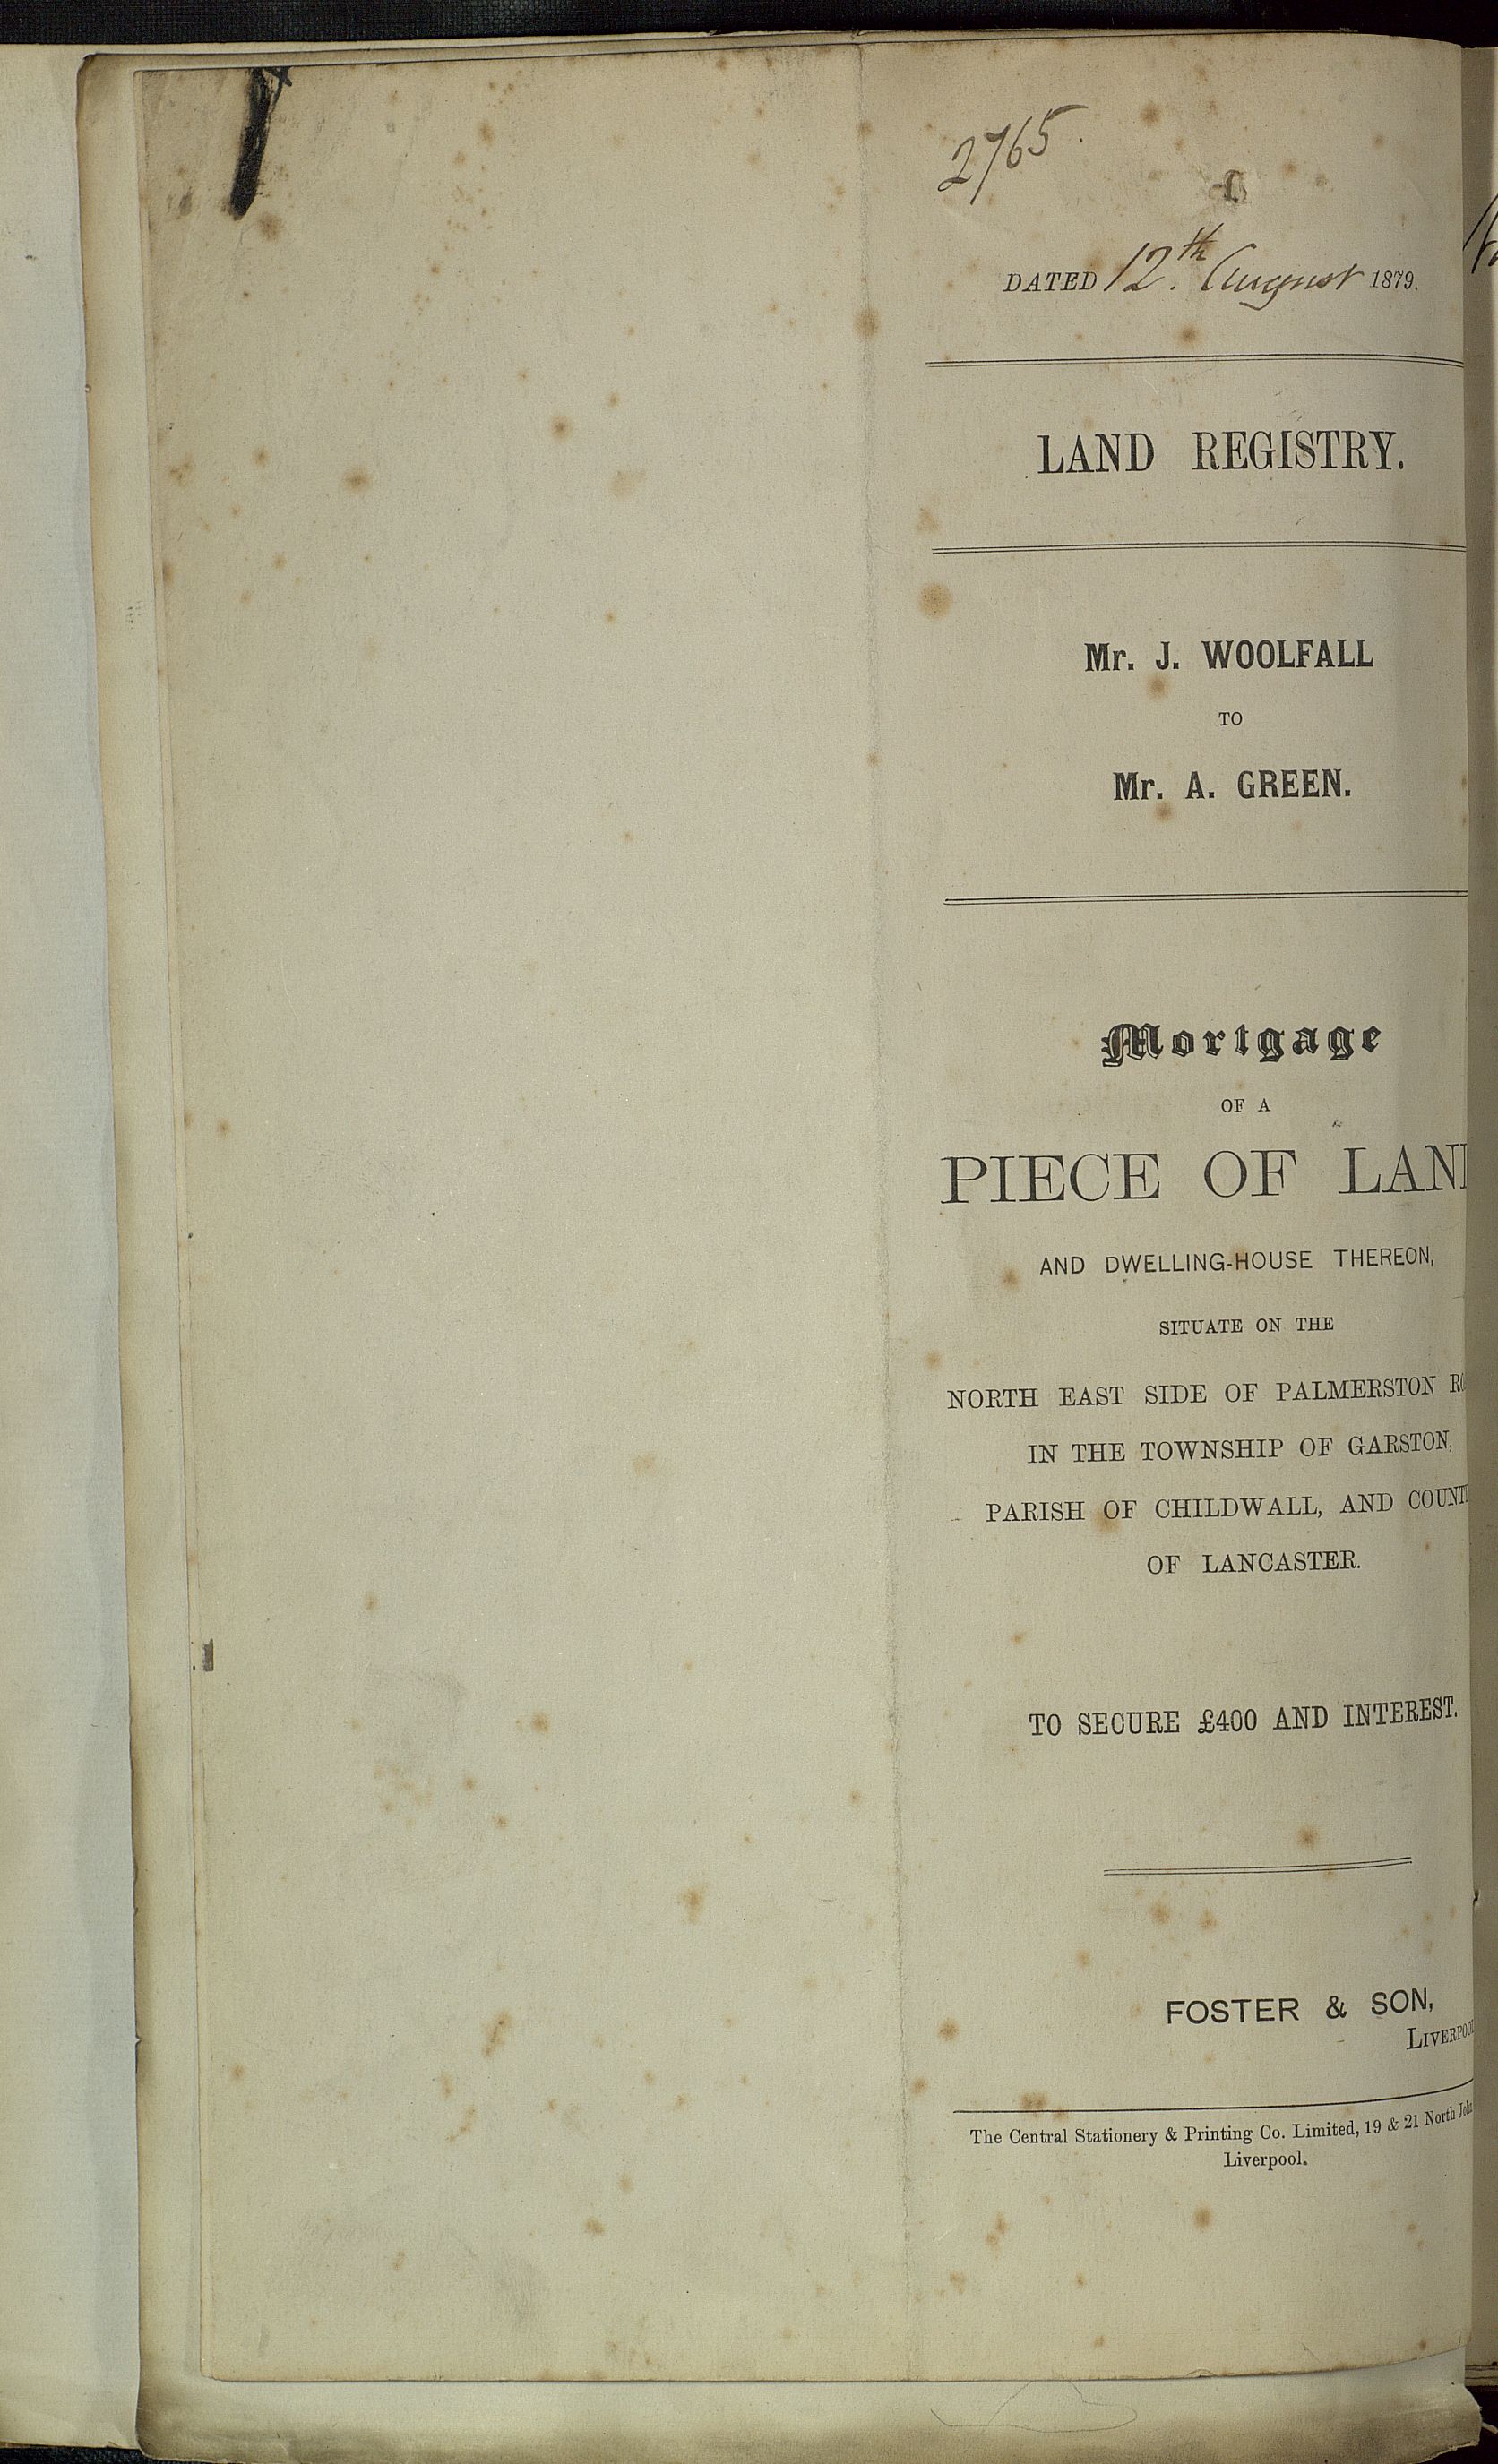 2765.
DATED 12th. August 1879.
LAND REGISTRY.
Mr. J. WOOLFALL
TO
Mr. A. GREEN.
Mortgage
OF A
PIECE OF LAN
AND DWELLING-HOUSE THEREON,
SITUATE ON THE
NORTH EAST SIDE OF PALMERSTON RO
IN THE TOWNSHIP OF GARSTON,
PARISH OF CHILDWALL, AND COUNT
OF LANCASTER.
TO SECURE £400 AND INTEREST.
FOSTER & SON,
LIVERPOOL
The Central Stationery & Printing Co. Limited, 19 & 21 North John
Liverpool.